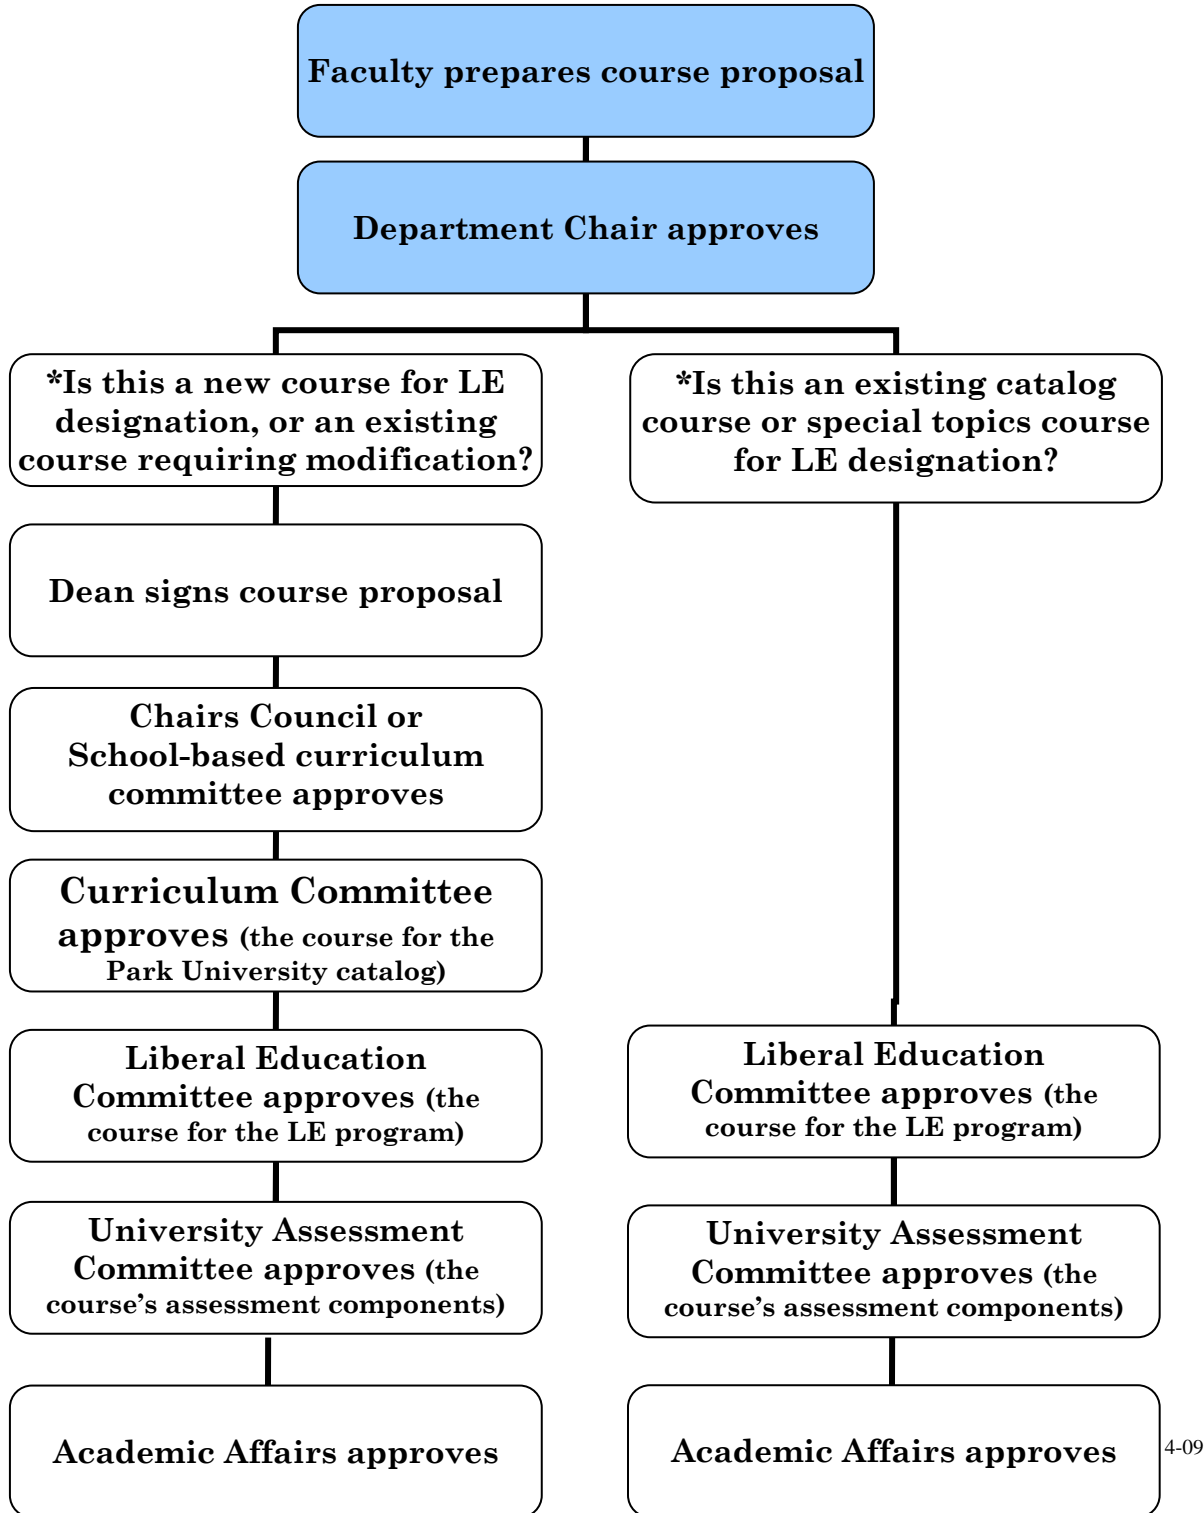 Faculty prepares course proposal
Department Chair approves
*Is this a new course for LE
designation, or an existing
course requiring modification?
*Is this an existing catalog
course or special topics course
for LE designation?
Dean signs course proposal
Chairs Council or
School-based curriculum
committee approves
Curriculum Committee
approves (the course for the
Park University catalog)
Liberal Education
Committee approves (the
course for the LE program)
Liberal Education
Committee approves (the
course for the LE program)
University Assessment
Committee approves (the
course’s assessment components)
University Assessment
Committee approves (the
course’s assessment components)
Academic Affairs approves
Academic Affairs approves
4-09